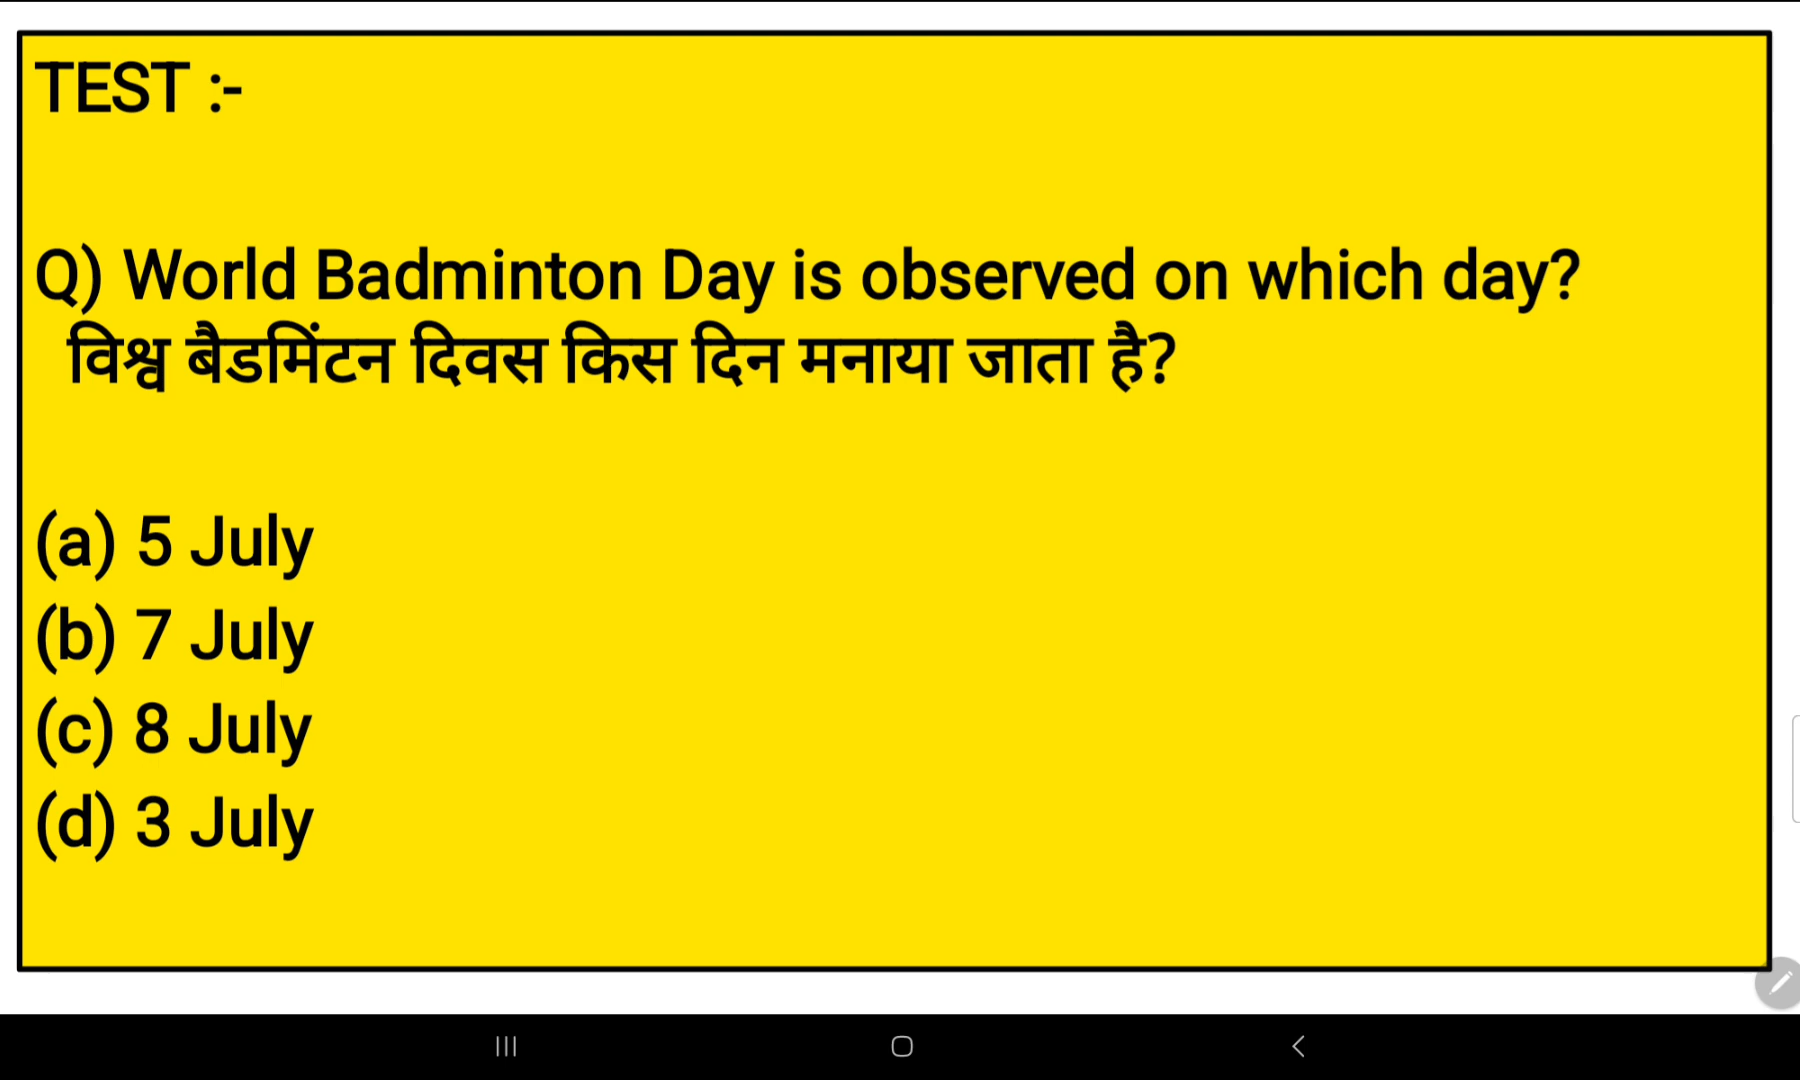 TEST :-
Q) World Badminton Day is observed on which day?
विश्व बैडमिंटन दिवस किस दिन मनाया जाता है?
(a) 5 July
(b) 7 July
(c) 8 July
(d) 3 July